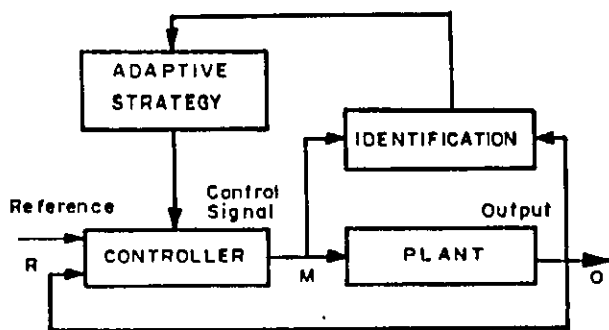 ADAPTIVE
STRATEGY
IDENTIFICATION
Control
Signal
Reference
Output
CONTROLLER
PLANT
R
M
O